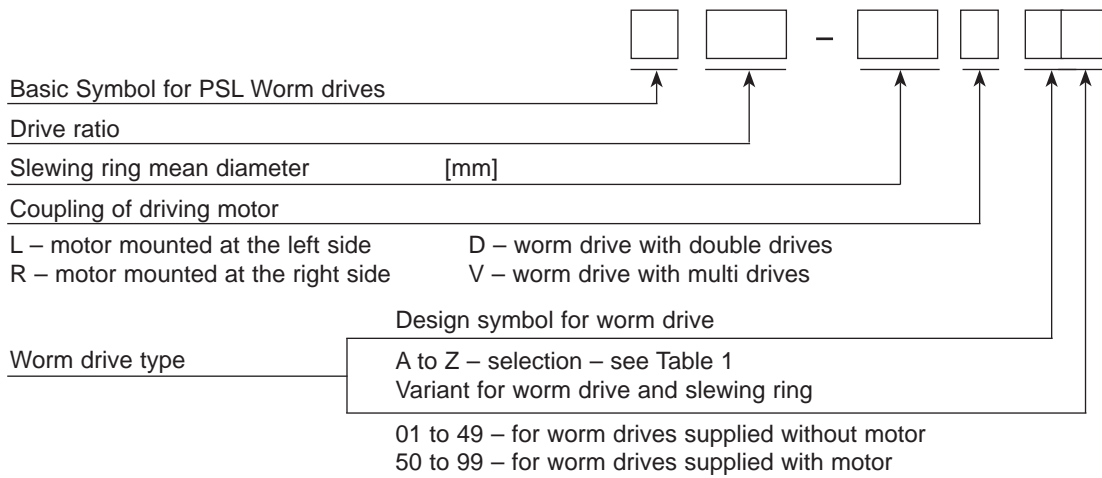 –
Basic Symbol for PSL Worm drives
Drive ratio
Slewing ring mean diameter [mm]
Coupling of driving motor
L – motor mounted at the left side D – worm drive with double drives
R – motor mounted at the right side V – worm drive with multi drives
Design symbol for worm drive
Worm drive type A to Z – selection – see Table 1
Variant for worm drive and slewing ring
01 to 49 – for worm drives supplied without motor
50 to 99 – for worm drives supplied with motor